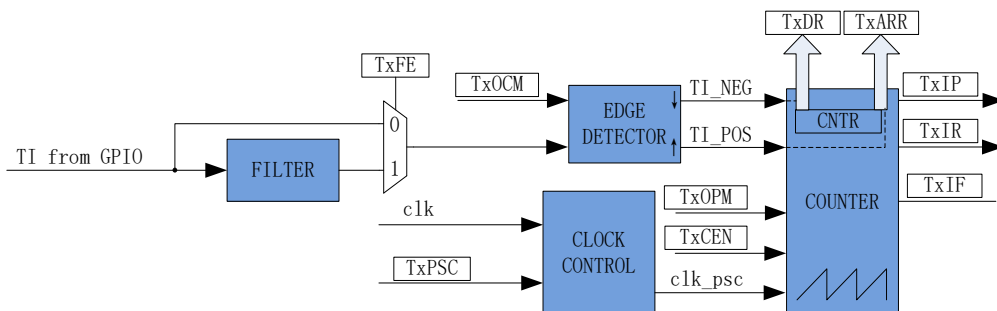 TxDR
TxARR
TxFE
TxOCM
TI_NEG
TxIP
0
EDGE
DETECTOR
CNTR
TI_POS
TxIR
TI from GPIO
FILTER
1
TxIF
clk
TxOPM
COUNTER
CLOCK
CONTROL
TxCEN
TxPSC
clk_psc